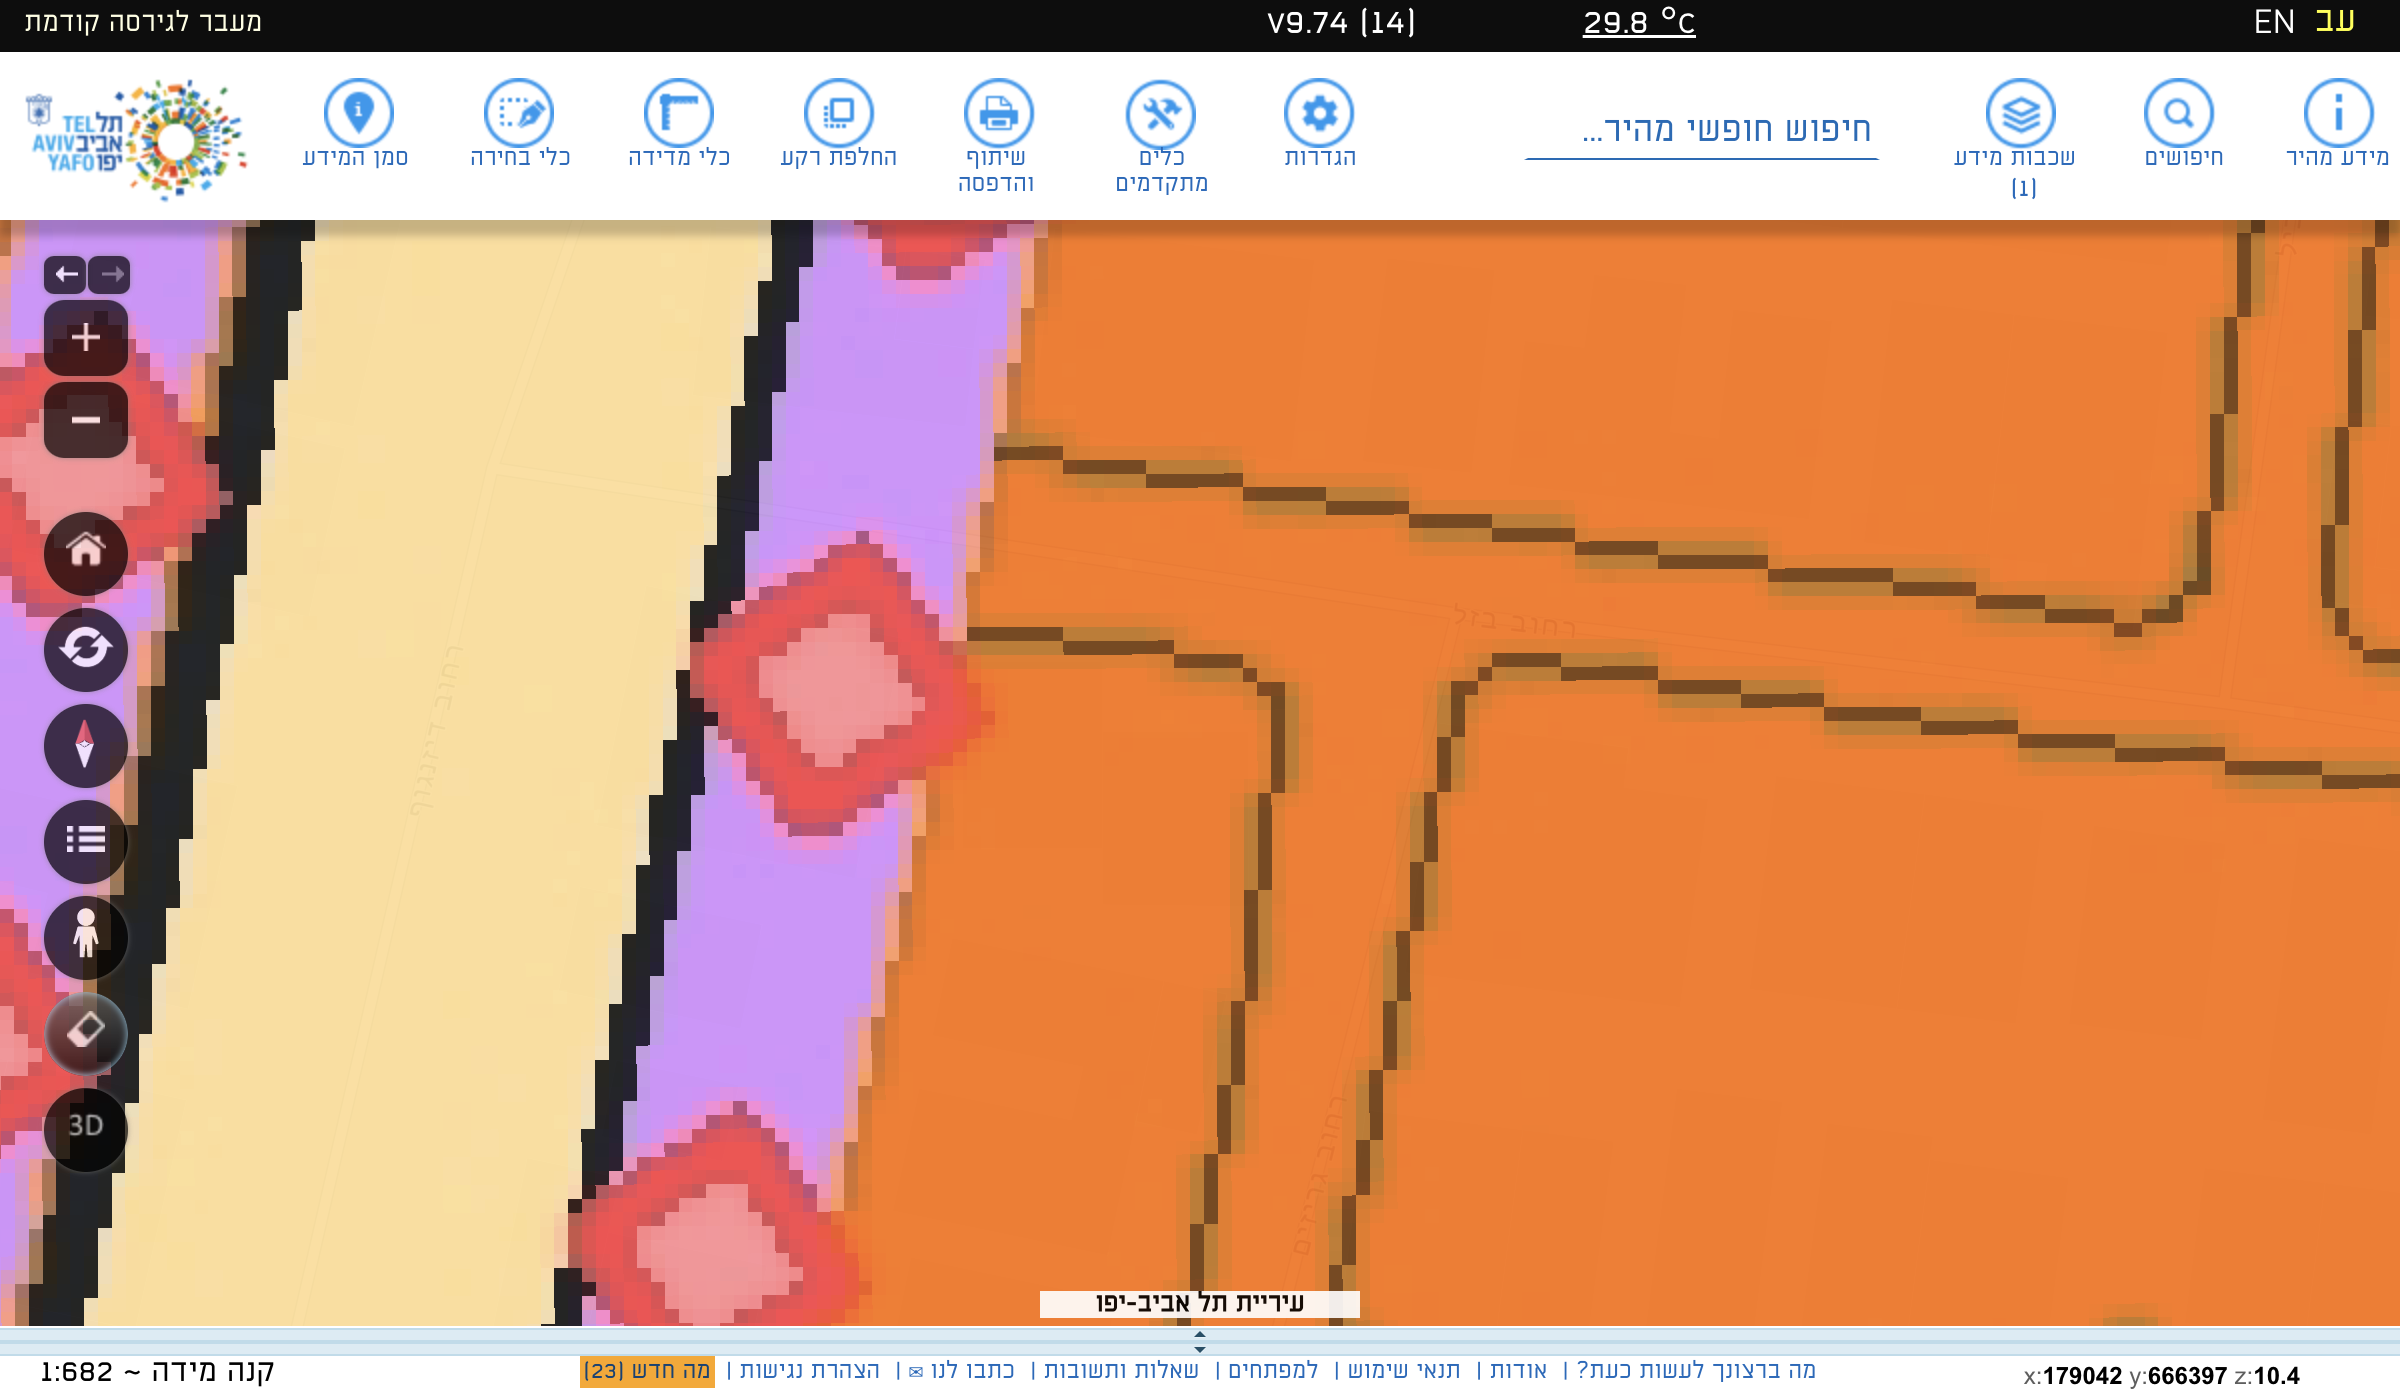 עב EN
29.8 °C
V9.74 (14)
מעבר לגירסה קודמת
מידע מהיר
חיפושים
שכבות מידע
(1)
חיפוש חופשי מהיר...
הגדרות
כלים
מתקדמים
שיתוף
והדפסה
החלפת רקע
כלי מדידה
כלי בחירה
סמן המידע
תל TEL
אביב AVIV
יפו YAFO
רחוב בזל
רחוב דיזנגוף
רחוב גריזים
3D
עיריית תל אביב-יפו
מה ברצונך לעשות כעת? | אודות | תנאי שימוש | למפתחים | שאלות ותשובות | כתבו לנו ✉ | הצהרת נגישות | מה חדש (23)
קנה מידה ~ 1:682
x:179042 y:666397 z:10.4